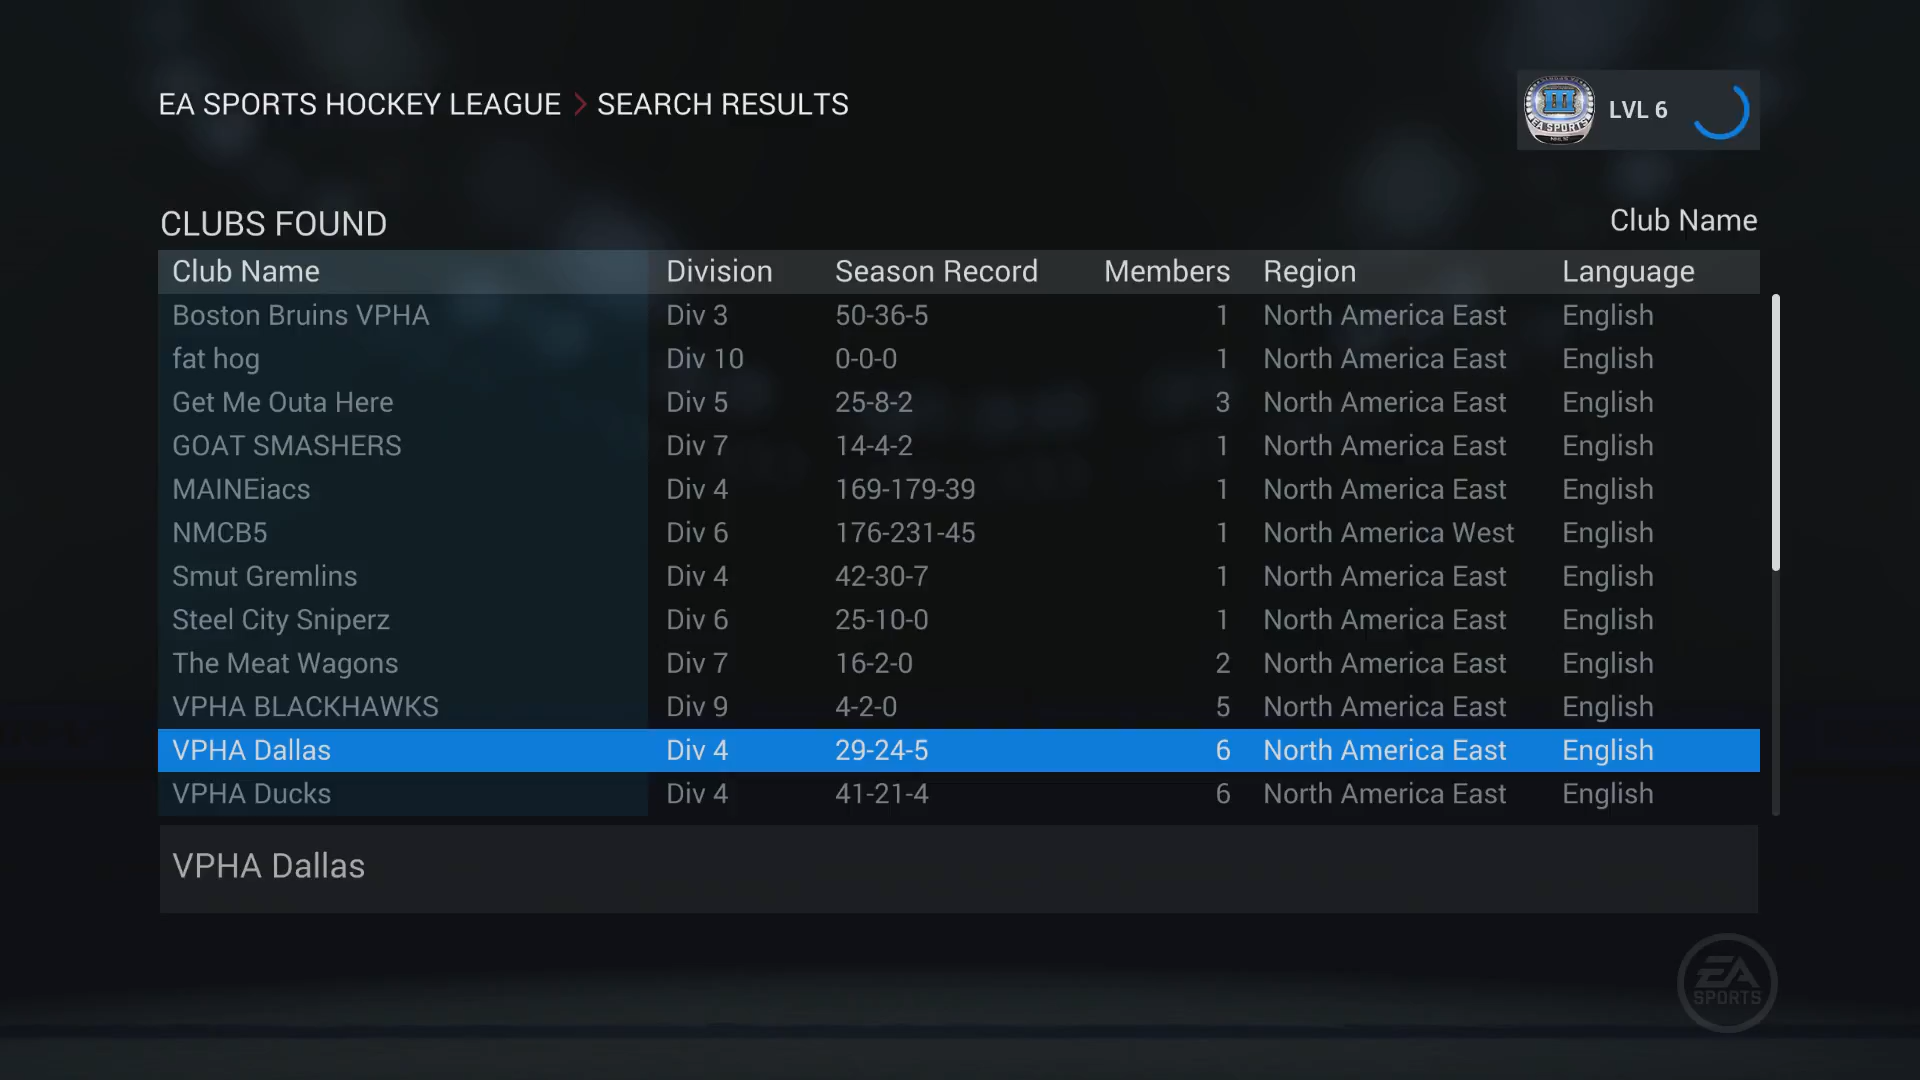 EA SPORTS HOCKEY LEAGUE > SEARCH RESULTS
III
EA SPORTS
LVL 6
CLUBS FOUND
Club Name
Club Name Division Season Record Members Region Language
Boston Bruins VPHA Div 3 50-36-5 1 North America East English
fat hog Div 10 0-0-0 1 North America East English
Get Me Outa Here Div 5 25-8-2 3 North America East English
GOAT SMASHERS Div 7 14-4-2 1 North America East English
MAINEiacs Div 4 169-179-39 1 North America East English
NMCB5 Div 6 176-231-45 1 North America West English
Smut Gremlins Div 4 42-30-7 1 North America East English
Steel City Sniperz Div 6 25-10-0 1 North America East English
The Meat Wagons Div 7 16-2-0 2 North America East English
VPHA BLACKHAWKS Div 9 4-2-0 5 North America East English
VPHA Dallas Div 4 29-24-5 6 North America East English
VPHA Ducks Div 4 41-21-4 6 North America East English
VPHA Dallas
EA
SPORTS